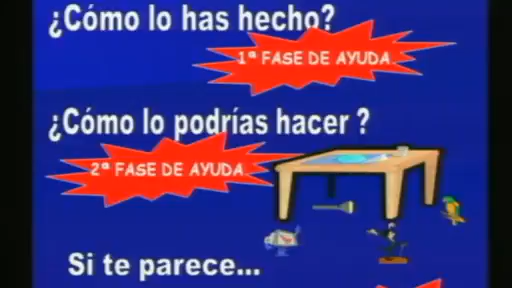 ¿Cómo lo has hecho?
1ª FASE DE AYUDA
¿Cómo lo podrías hacer ?
2ª FASE DE AYUDA
Si te parece...